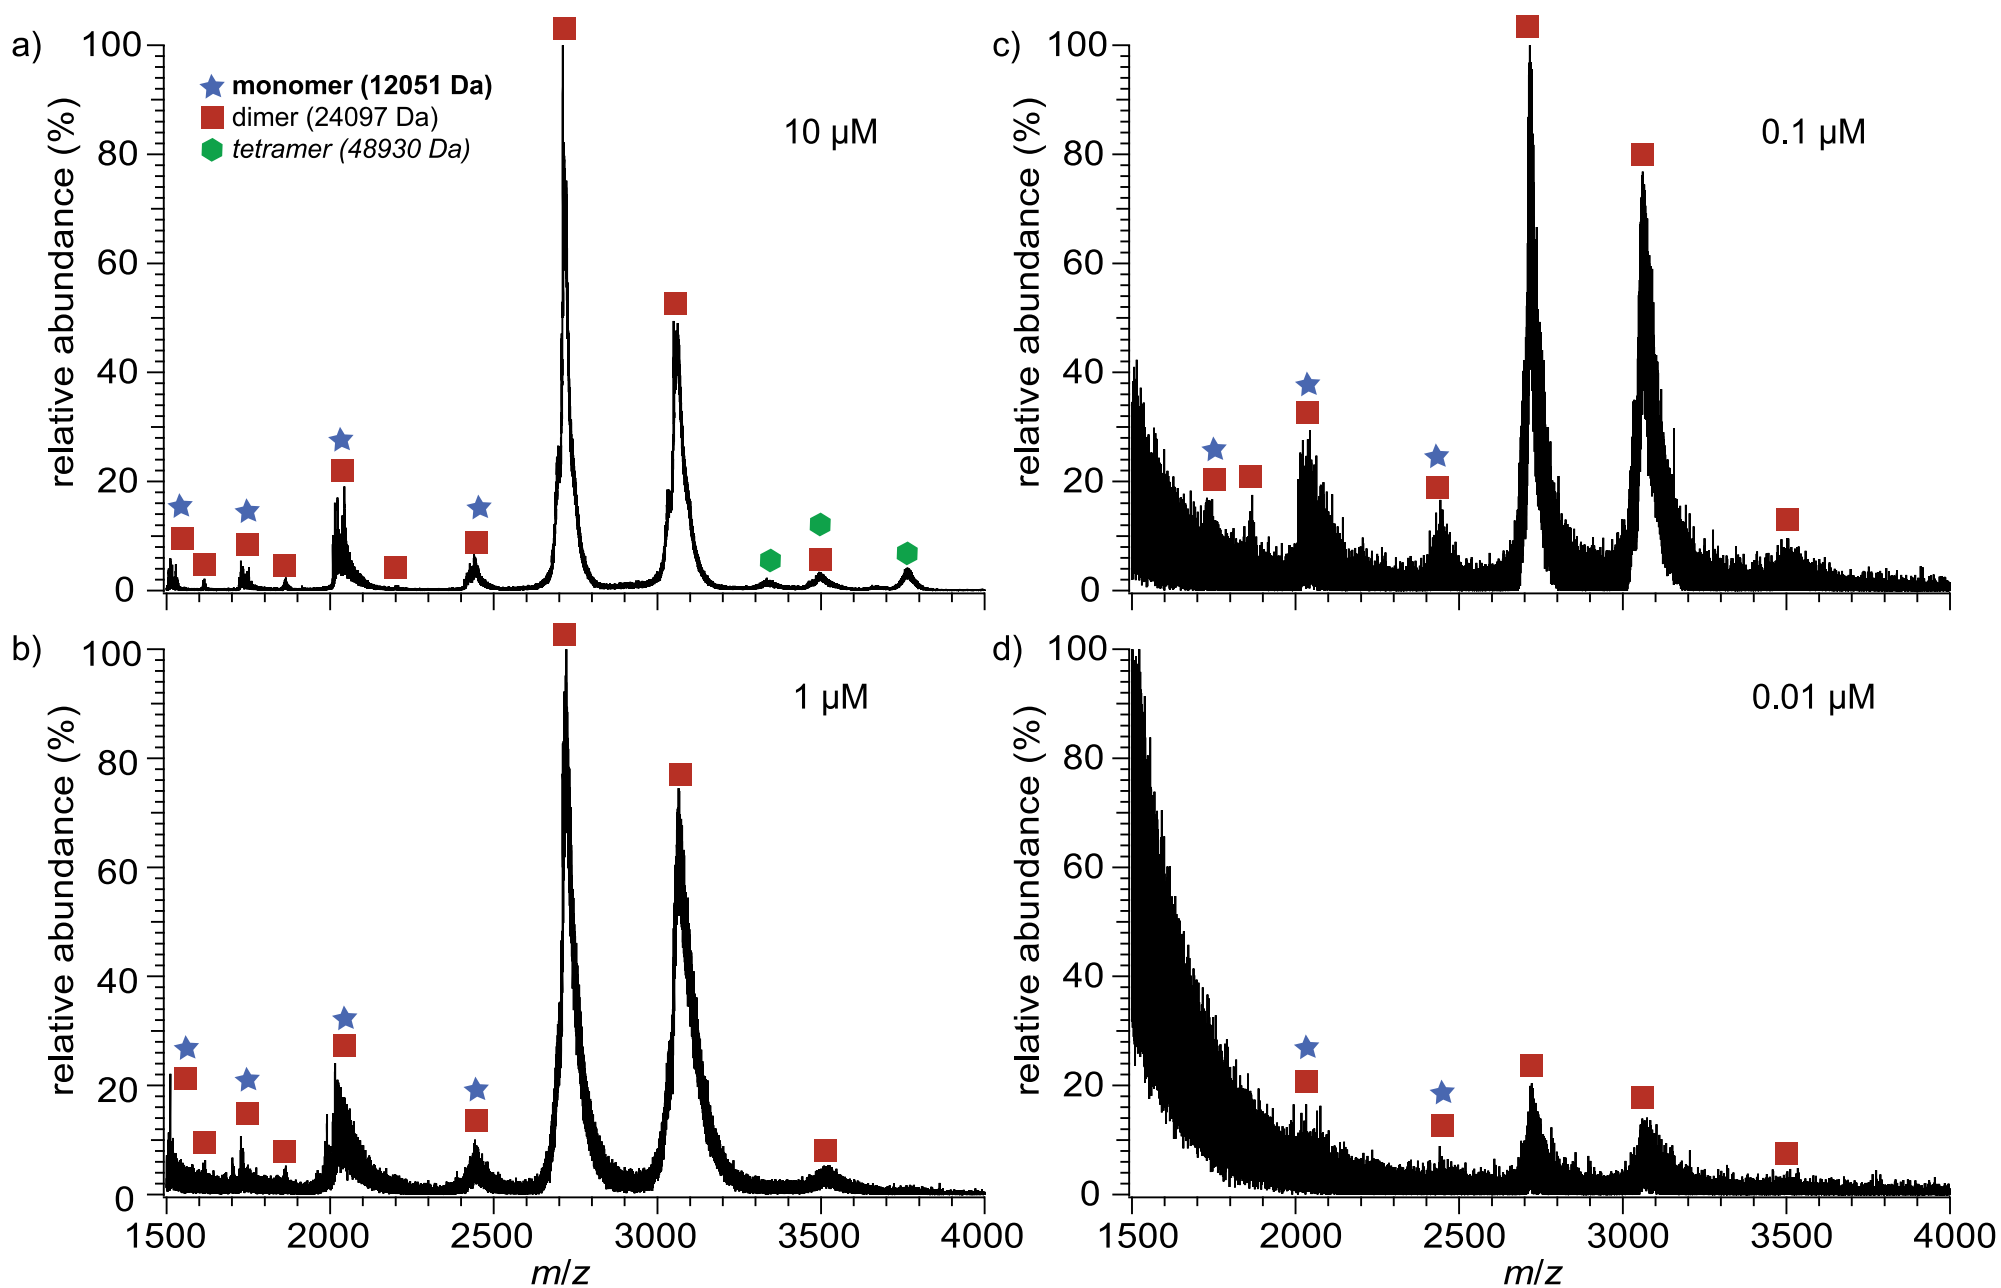 a)
relative abundance (%)
100
80
60
40
20
0
monomer (12051 Da)
dimer (24097 Da)
tetramer (48930 Da)
10 µM
b)
relative abundance (%)
100
80
60
40
20
0
1 µM
1500 2000 2500 3000 3500 4000
m/z
c)
relative abundance (%)
100
80
60
40
20
0
0.1 µM
d)
relative abundance (%)
100
80
60
40
20
0
0.01 µM
1500 2000 2500 3000 3500 4000
m/z